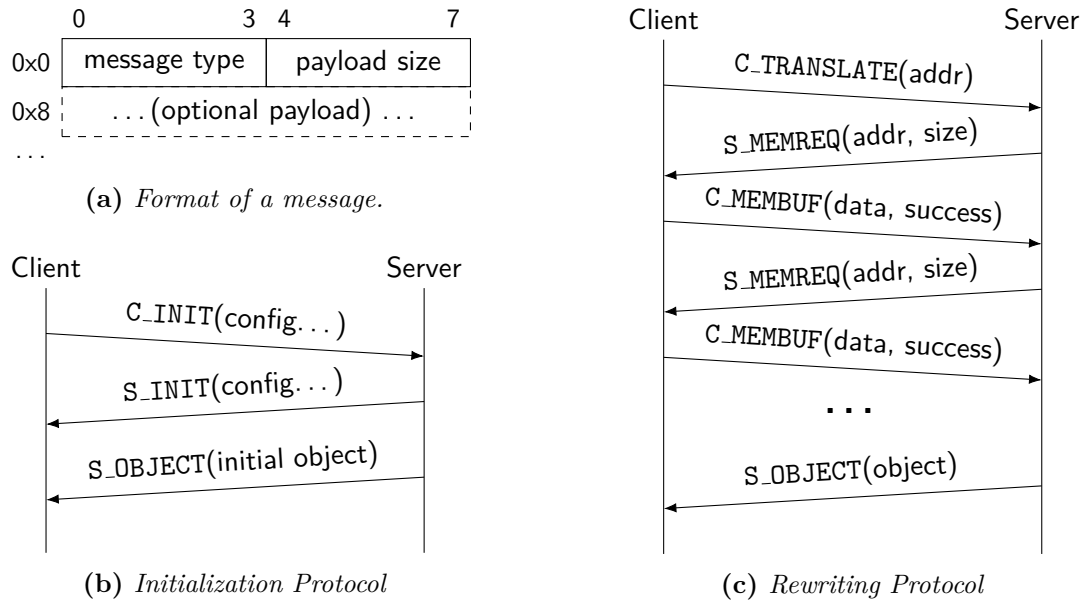 0 3 4 7
0x0 message type payload size
0x8 ... (optional payload) ...
...
(a) Format of a message.
Client Server
C_INIT(config...)
S_INIT(config...)
S_OBJECT(initial object)
(b) Initialization Protocol
Client Server
C_TRANSLATE(addr)
S_MEMREQ(addr, size)
C_MEMBUF(data, success)
S_MEMREQ(addr, size)
C_MEMBUF(data, success)
...
S_OBJECT(object)
(c) Rewriting Protocol